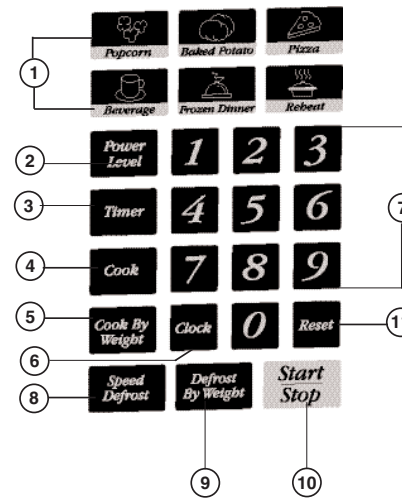 Popcorn Baked Potato Pizza
1
Beverage Frozen Dinner Reheat
2 Power Level 1 2 3
7
3 Timer 4 5 6
4 Cook 7 8 9
5 Cook By Weight Clock 0 Reset
6
8 Speed Defrost Defrost By Weight Start Stop
9 10